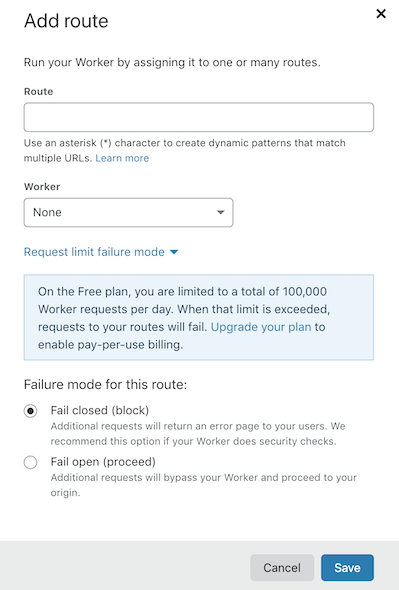 Add route
×
Run your Worker by assigning it to one or many routes.
Route
Use an asterisk (*) character to create dynamic patterns that match
multiple URLs. Learn more
Worker
None
Request limit failure mode
On the Free plan, you are limited to a total of 100,000
Worker requests per day. When that limit is exceeded,
requests to your routes will fail. Upgrade your plan to
enable pay-per-use billing.
Failure mode for this route:
Fail closed (block)
Additional requests will return an error page to your users. We
recommend this option if your Worker does security checks.
Fail open (proceed)
Additional requests will bypass your Worker and proceed to your
origin.
Cancel
Save